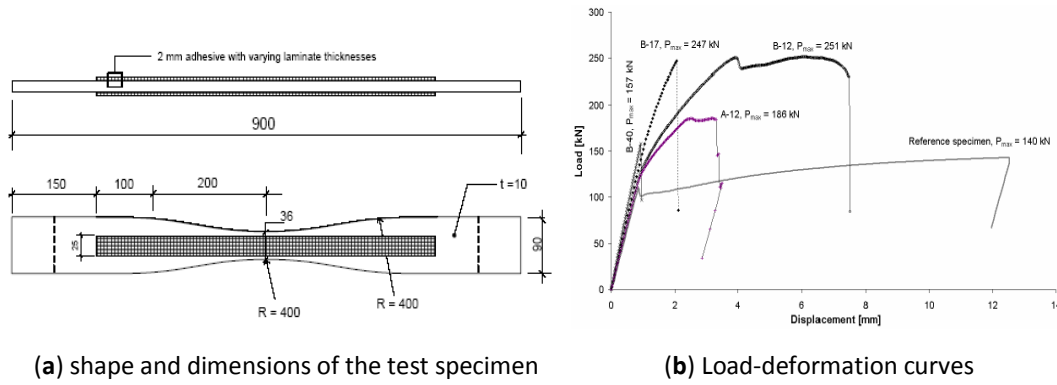 2 mm adhesive with varying laminate thicknesses
900
150
100
200
36
t =10
25
90
R = 400
R = 400
(a) shape and dimensions of the test specimen
300
250
200
150
100
50
0
Load [kN]
B-17, Pmax = 247 kN
B-12, Pmax = 251 kN
B-40, Pmax = 157 kN
A-12, Pmax = 186 kN
Reference specimen, Pmax = 140 kN
0
2
4
6
8
10
12
14
Displacement [mm]
(b) Load-deformation curves